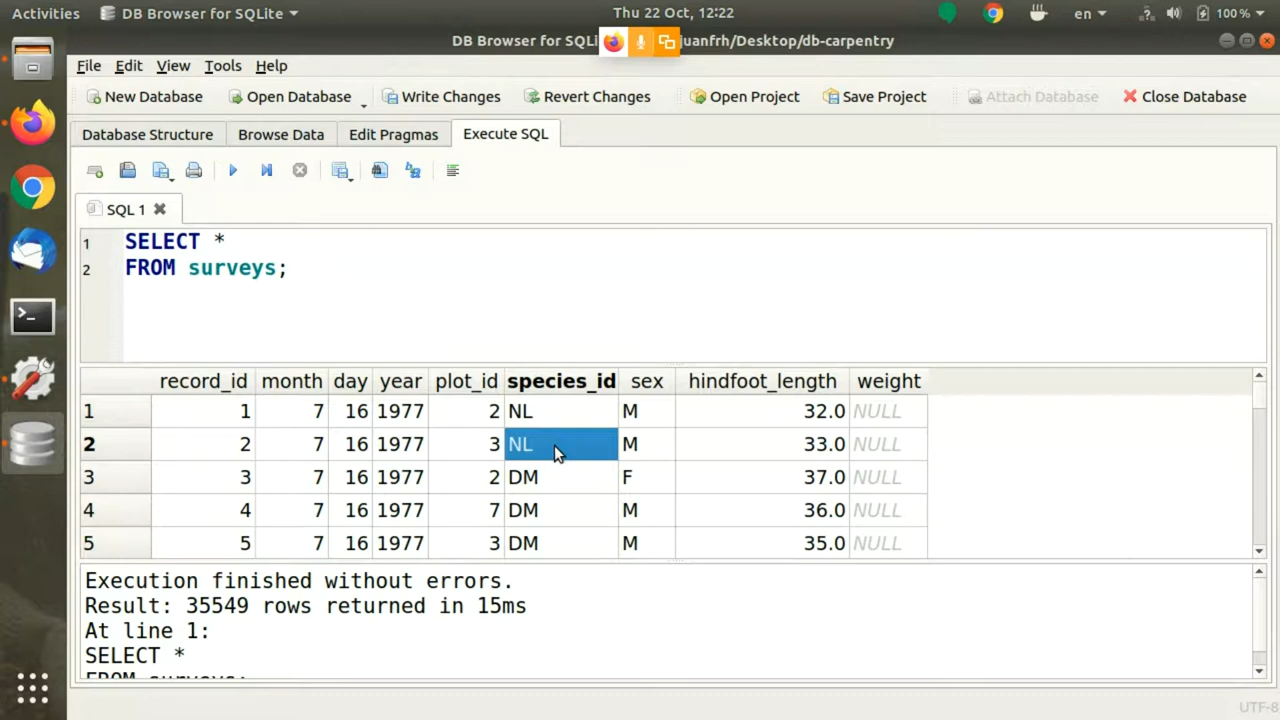 Activities DB Browser for SQLite Thu 22 Oct, 12:22 en 100 %
DB Browser for SQLi juanfrh/Desktop/db-carpentry
File Edit View Tools Help
New Database Open Database Write Changes Revert Changes Open Project Save Project Attach Database Close Database
Database Structure Browse Data Edit Pragmas Execute SQL
SQL 1
1 SELECT *
2 FROM surveys;
record_id month day year plot_id species_id sex hindfoot_length weight
1 1 7 16 1977 2 NL M 32.0 NULL
2 2 7 16 1977 3 NL M 33.0 NULL
3 3 7 16 1977 2 DM F 37.0 NULL
4 4 7 16 1977 7 DM M 36.0 NULL
5 5 7 16 1977 3 DM M 35.0 NULL
Execution finished without errors.
Result: 35549 rows returned in 15ms
At line 1:
SELECT *
FROM surveys;
UTF-8